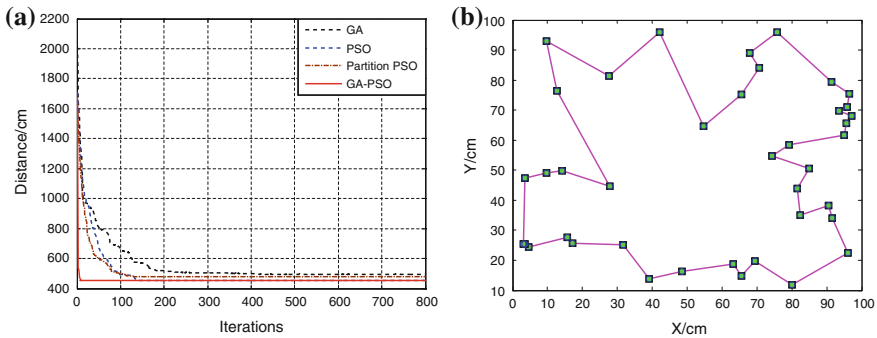 (a)
2200
2000
1800
1600
1400
1200
1000
800
600
400
Distance/cm
0 100 200 300 400 500 600 700 800
Iterations
GA
PSO
Partition PSO
GA-PSO
(b)
100
90
80
70
60
50
40
30
20
10
Y/cm
0 10 20 30 40 50 60 70 80 90 100
X/cm